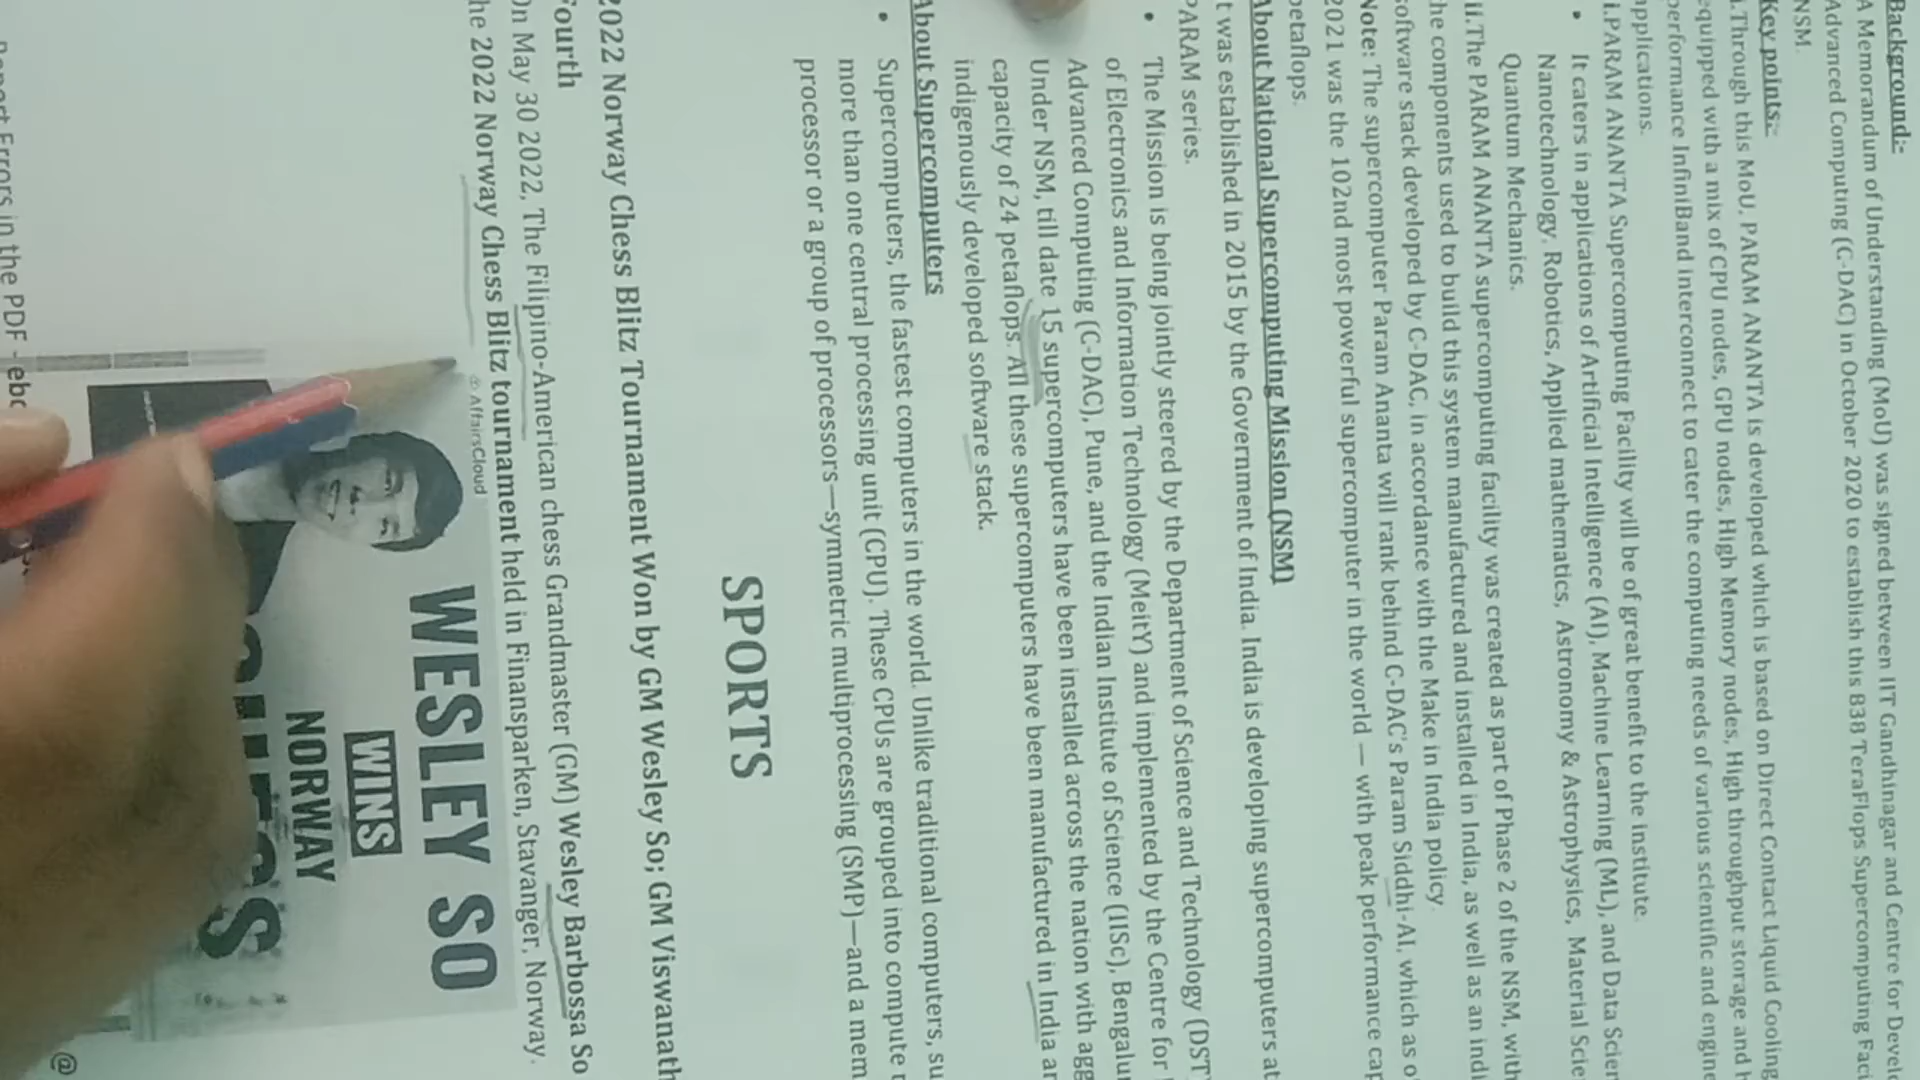 Background:-
A Memorandum of Understanding (MoU) was signed between IIT Gandhinagar and Centre for
Advanced Computing (C-DAC) in October 2020 to establish this 838 TeraFlops Supercomputing
NSM.
Key points:-
i.Through this MoU, PARAM ANANTA is developed which is based on Direct Contact Liquid Cooling
equipped with a mix of CPU nodes, GPU nodes, High Memory nodes, High throughput storage and
performance InfiniBand interconnect to cater the computing needs of various scientific and
applications.
i.PARAM ANANTA Supercomputing Facility will be of great benefit to the institute.
• It caters in applications of Artificial Intelligence (AI), Machine Learning (ML), and Data
Nanotechnology, Robotics, Applied mathematics, Astronomy & Astrophysics, Material
Quantum Mechanics.
ii.The PARAM ANANTA supercomputing facility was created as part of Phase 2 of the NSM, with
the components used to build this system manufactured and installed in India, as well as an
software stack developed by C-DAC, in accordance with the Make in India policy
Note: The supercomputer Param Ananta will rank behind C-DAC's Param Siddhi-AI, which as
2021 was the 102nd most powerful supercomputer in the world — with peak performance
petaflops.
About National Supercomputing Mission (NSM)
t was established in 2015 by the Government of India. India is developing supercomputers
PARAM series.
• The Mission is being jointly steered by the Department of Science and Technology (DST
of Electronics and Information Technology (MeitY) and implemented by the Centre for
Advanced Computing (C-DAC), Pune, and the Indian Institute of Science (IISc), Bengalu
Under NSM, till date 15 supercomputers have been installed across the nation with
capacity of 24 petaflops. All these supercomputers have been manufactured in India
indigenously developed software stack.
About Supercomputers
• Supercomputers, the fastest computers in the world. Unlike traditional computers,
more than one central processing unit (CPU). These CPUs are grouped into compute
processor or a group of processors—symmetric multiprocessing (SMP)—and a mem
SPORTS
2022 Norway Chess Blitz Tournament Won by GM Wesley So; GM Viswanath
Fourth
On May 30 2022, The Filipino-American chess Grandmaster (GM) Wesley Barbossa So
he 2022 Norway Chess Blitz tournament held in Finansparken, Stavanger, Norway.
AffairsCloud
WESLEY SO
WINS
NORWAY
Report Errors in the PDF - ebo
@